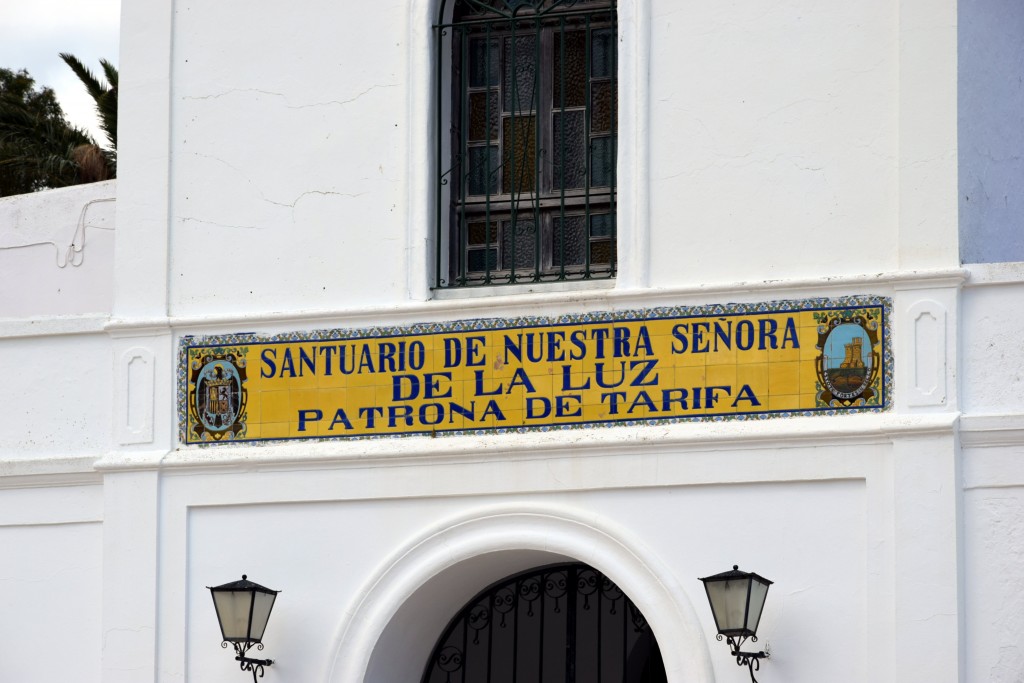 SANTUARIO DE NUESTRA SEÑORA
DE LA LUZ
PATRONA DE TARIFA